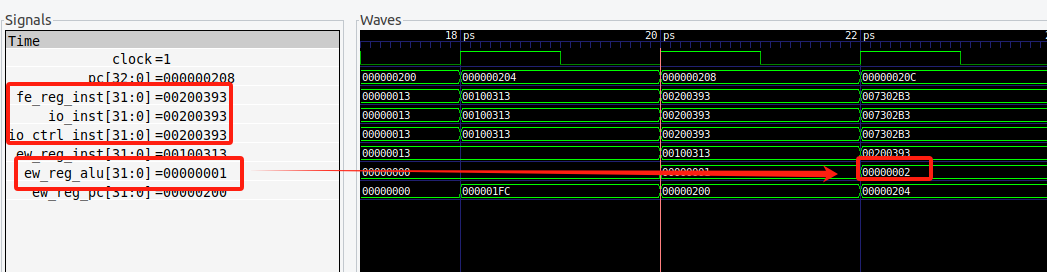 Signals
Waves
Time
18 ps
20 ps
22 ps
clock =1
pc[32:0] =000000208
000000200
000000204
000000208
00000020C
fe_reg_inst[31:0] =00200393
00000013
00100313
00200393
007302B3
io_inst[31:0] =00200393
00000013
00100313
00200393
007302B3
io_ctrl_inst[31:0] =00200393
00000013
00100313
00200393
007302B3
ew_reg_inst[31:0] =00100313
00000013
00100313
00200393
ew_reg_alu[31:0] =00000001
00000000
00000001
00000002
ew_reg_pc[31:0] =00000200
00000000
000001FC
00000200
00000204